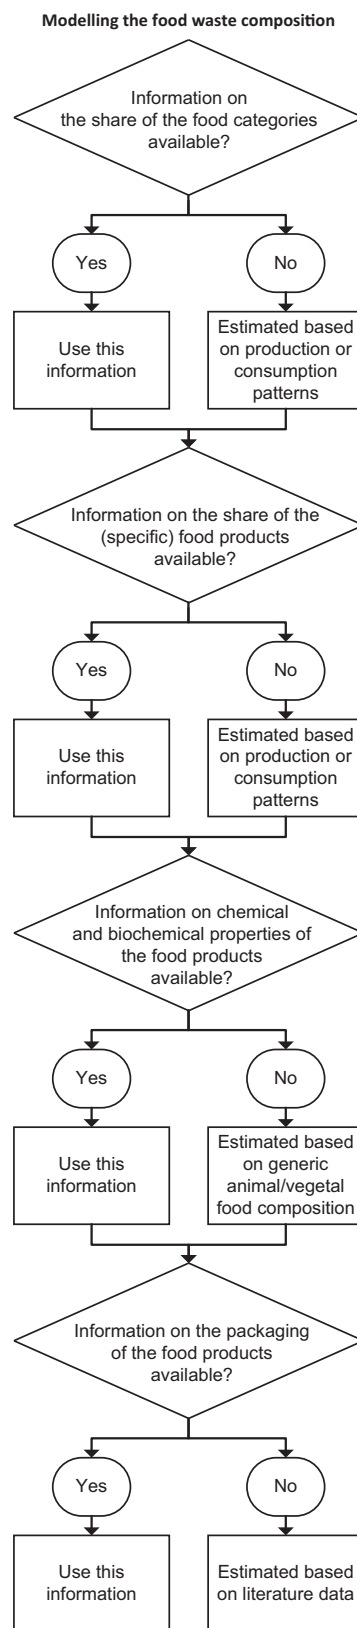 Modelling the food waste composition
Information on
the share of the food categories
available?
Yes
No
Use this
information
Estimated based
on production or
consumption
patterns
Information on the share of the
(specific) food products
available?
Yes
No
Use this
information
Estimated based
on production or
consumption
patterns
Information on chemical
and biochemical properties of
the food products
available?
Yes
No
Use this
information
Estimated based
on generic
animal/vegetal
food composition
Information on the packaging
of the food products
available?
Yes
No
Use this
information
Estimated based
on literature data